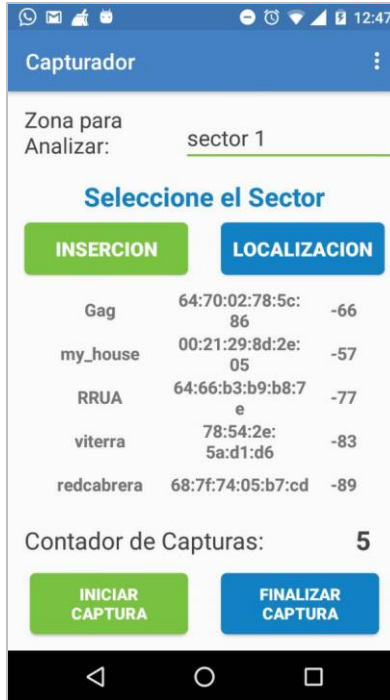 12:47
Capturador
Zona para
Analizar:
sector 1
Seleccione el Sector
INSERCION
LOCALIZACION
Gag 64:70:02:78:5c:
86 -66
my_house 00:21:29:8d:2e:
05 -57
RRUA 64:66:b3:b9:b8:7
e -77
viterra 78:54:2e:
5a:d1:d6 -83
redcabrera 68:7f:74:05:b7:cd -89
Contador de Capturas: 5
INICIAR
CAPTURA
FINALIZAR
CAPTURA